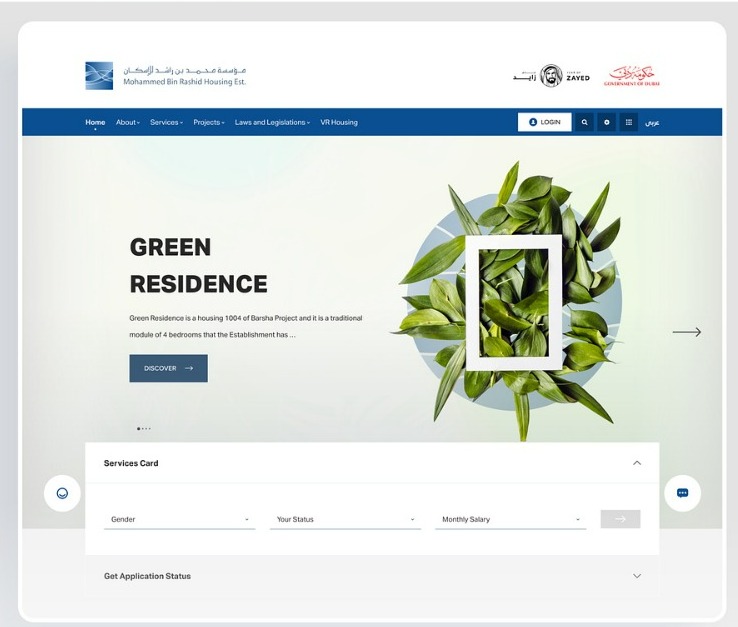 مؤسسة محمد بن راشد للإسكان
Mohammed Bin Rashid Housing Est.
زايد
ZAYED
GOVERNMENT OF DUBAI
Home
About
Services
Projects
Laws and Legislations
VR Housing
LOGIN
عربي
GREEN
RESIDENCE
Green Residence is a housing 1004 of Barsha Project and it is a traditional
module of 4 bedrooms that the Establishment has ...
DISCOVER
Services Card
Gender
Your Status
Monthly Salary
Get Application Status